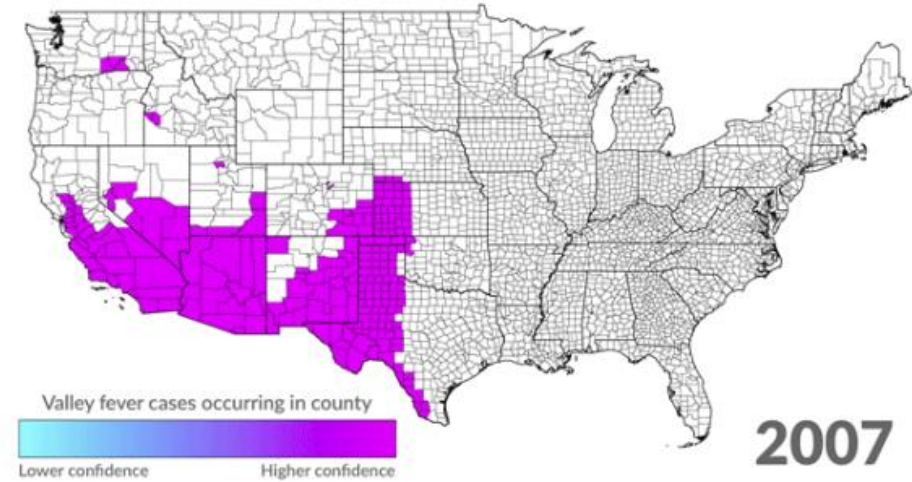 Valley fever cases occurring in county
Lower confidence Higher confidence
2007